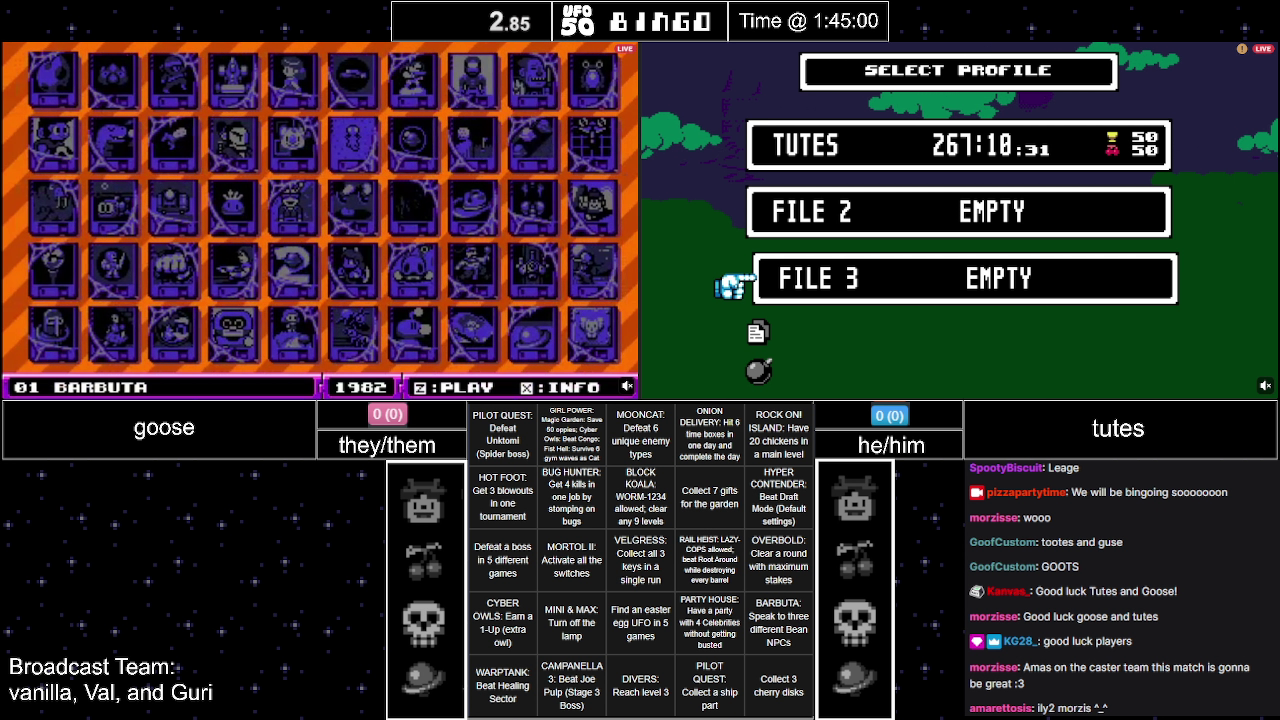 2.85
UFO 50
BINGO
Time @ 1:45:00
LIVE
01 BARBUTA
1982
Z:PLAY X:INFO
LIVE
SELECT PROFILE
TUTES 267:10:31 50
50
FILE 2 EMPTY
FILE 3 EMPTY
goose
0 (0)
they/them
0 (0)
he/him
tutes
PILOT QUEST:
Defeat
Unktomi
(Spider boss)
GIRL POWER:
Magic Garden: Save
50 oppies; Cyber
Owls: Beat Congo;
Fist Hell: Survive 6
gym waves as Cat
MOONCAT:
Defeat 6
unique enemy
types
ONION
DELIVERY: Hit 6
time boxes in
one day and
complete the day
ROCK ON!
ISLAND: Have
20 chickens in
a main level
HOT FOOT:
Get 3 blowouts
in one
tournament
BUG HUNTER:
Get 4 kills in
one job by
stomping on
bugs
BLOCK
KOALA:
WORM-1234
allowed; clear
any 9 levels
Collect 7 gifts
for the garden
HYPER
CONTENDER:
Beat Draft
Mode (Default
settings)
Defeat a boss
in 5 different
games
MORTOL II:
Activate all the
switches
VELGRESS:
Collect all 3
keys in a
single run
RAIL HEIST: LAZY-
COPS allowed;
beat Root Around
while destroying
every barrel
OVERBOLD:
Clear a round
with maximum
stakes
CYBER
OWLS: Earn a
1-Up (extra
owl)
MINI & MAX:
Turn off the
lamp
Find an easter
egg UFO in 5
games
PARTY HOUSE:
Have a party
with 4 Celebrities
without getting
busted
BARBUTA:
Speak to three
different Bean
NPCs
WARPTANK:
Beat Healing
Sector
CAMPANELLA
3: Beat Joe
Pulp (Stage 3
Boss)
DIVERS:
Reach level 3
PILOT
QUEST:
Collect a ship
part
Collect 3
cherry disks
Broadcast Team:
vanilla, Val, and Guri
SpootyBiscuit: Leage
pizzapartytime: We will be bingoing sooooooon
morzisse: wooo
GoofCustom: tootes and guse
GoofCustom: GOOTS
Kanvas_: Good luck Tutes and Goose!
morzisse: Good luck goose and tutes
KG28_: good luck players
morzisse: Amas on the caster team this match is gonna
be great :3
amarettosis: ily2 morzis ^_^